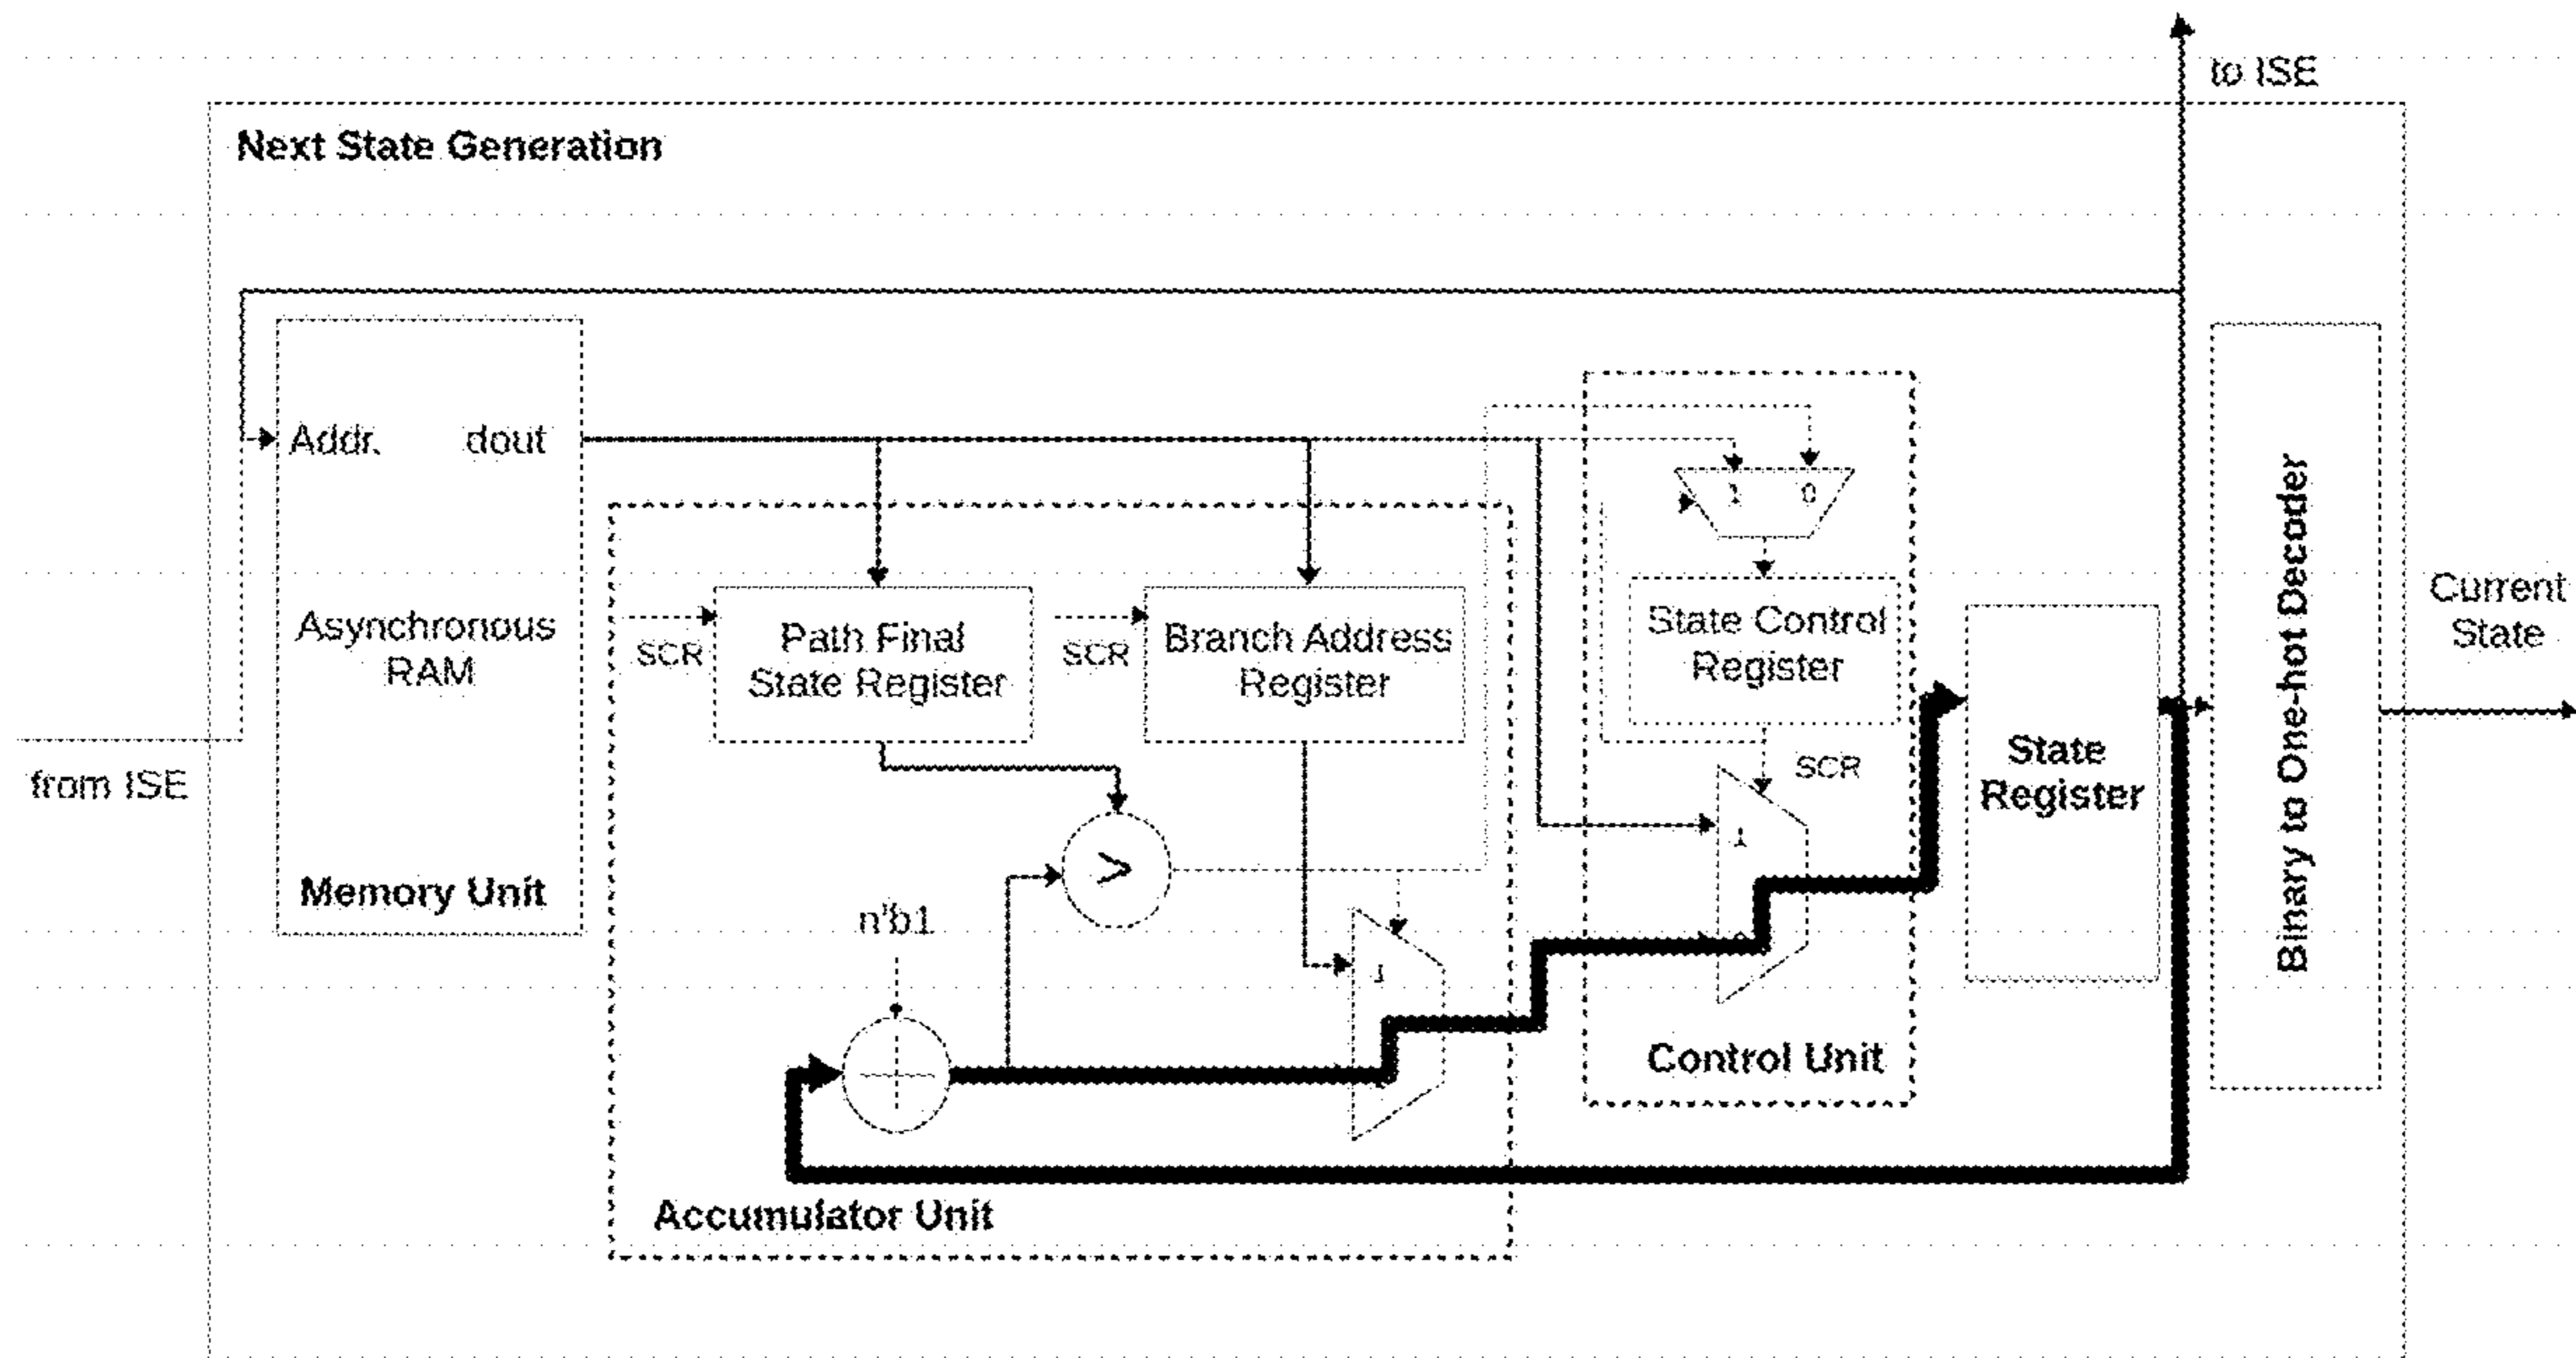 to ISE
Next State Generation
Addr.
dout
1
0
Asynchronous
RAM
SCR
Path Final
State Register
SCR
Branch Address
Register
State Control
Register
Current
State
from ISE
State
Register
SCR
Binary to One-hot Decoder
1
>
Memory Unit
n'b1
1
Control Unit
Accumulator Unit